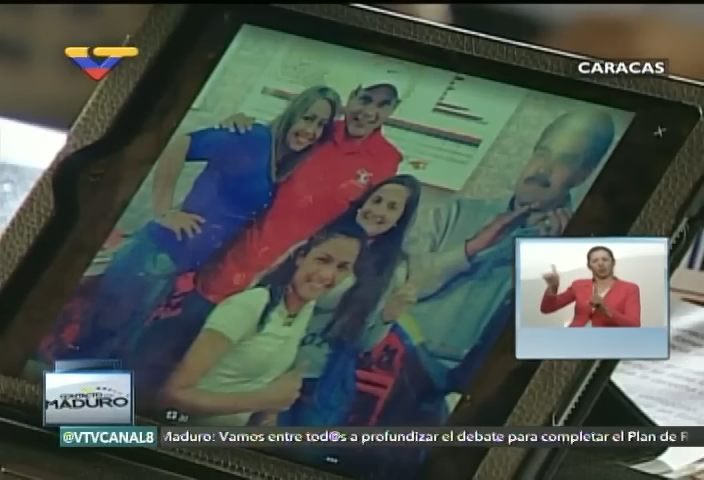 CARACAS
CONTACTO CON
MADURO
@VTVCANAL8 Maduro: Vamos entre tod@s a profundizar el debate para completar el Plan de